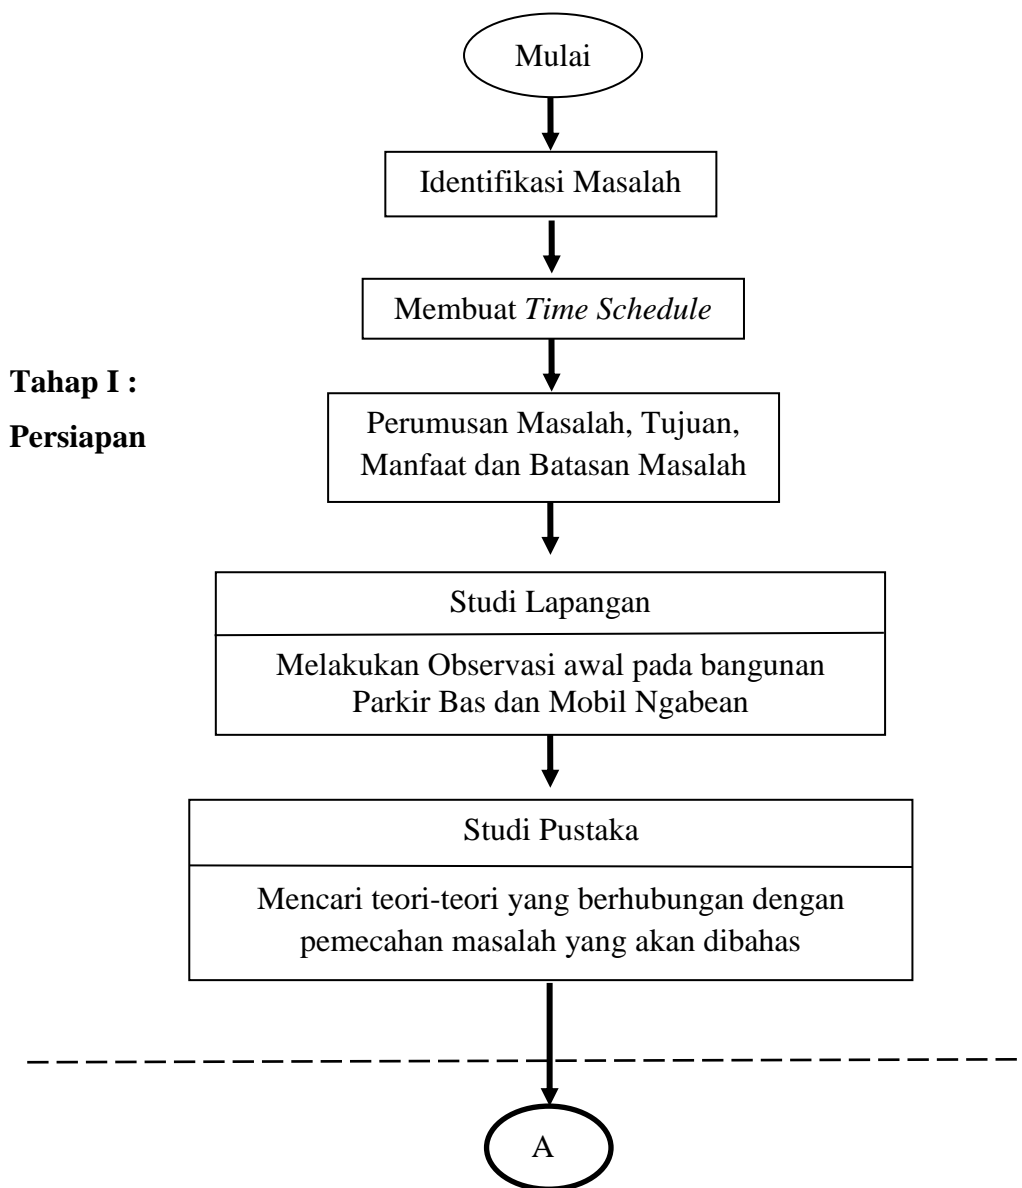 Mulai
Identifikasi Masalah
Membuat Time Schedule
Tahap I :
Persiapan
Perumusan Masalah, Tujuan,
Manfaat dan Batasan Masalah
Studi Lapangan
Melakukan Observasi awal pada bangunan
Parkir Bas dan Mobil Ngabean
Studi Pustaka
Mencari teori-teori yang berhubungan dengan
pemecahan masalah yang akan dibahas
A